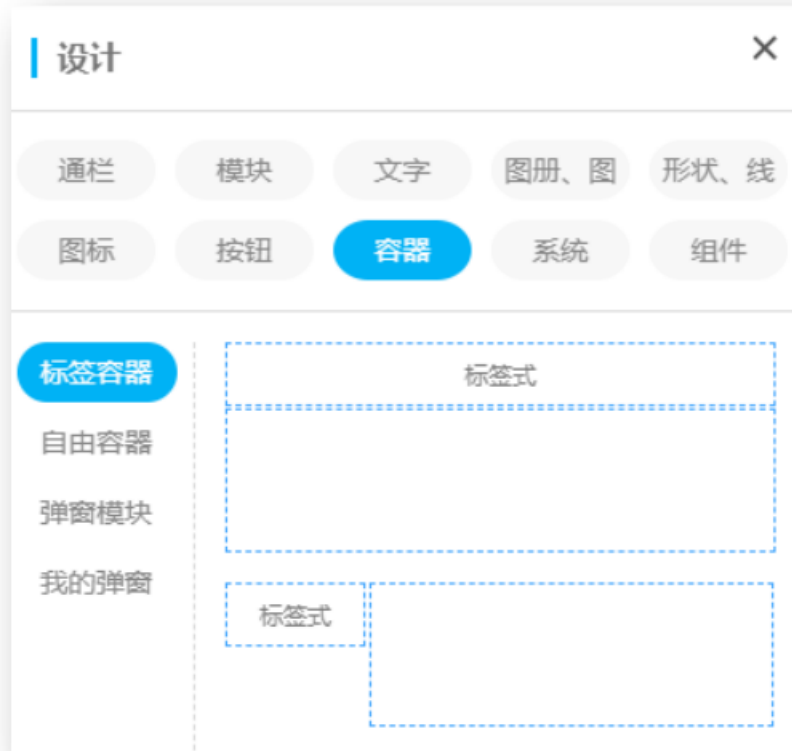 设计
通栏 模块 文字 图册、图 形状、线
图标 按钮 容器 系统 组件
标签容器
标签式
自由容器
弹窗模块
我的弹窗
标签式